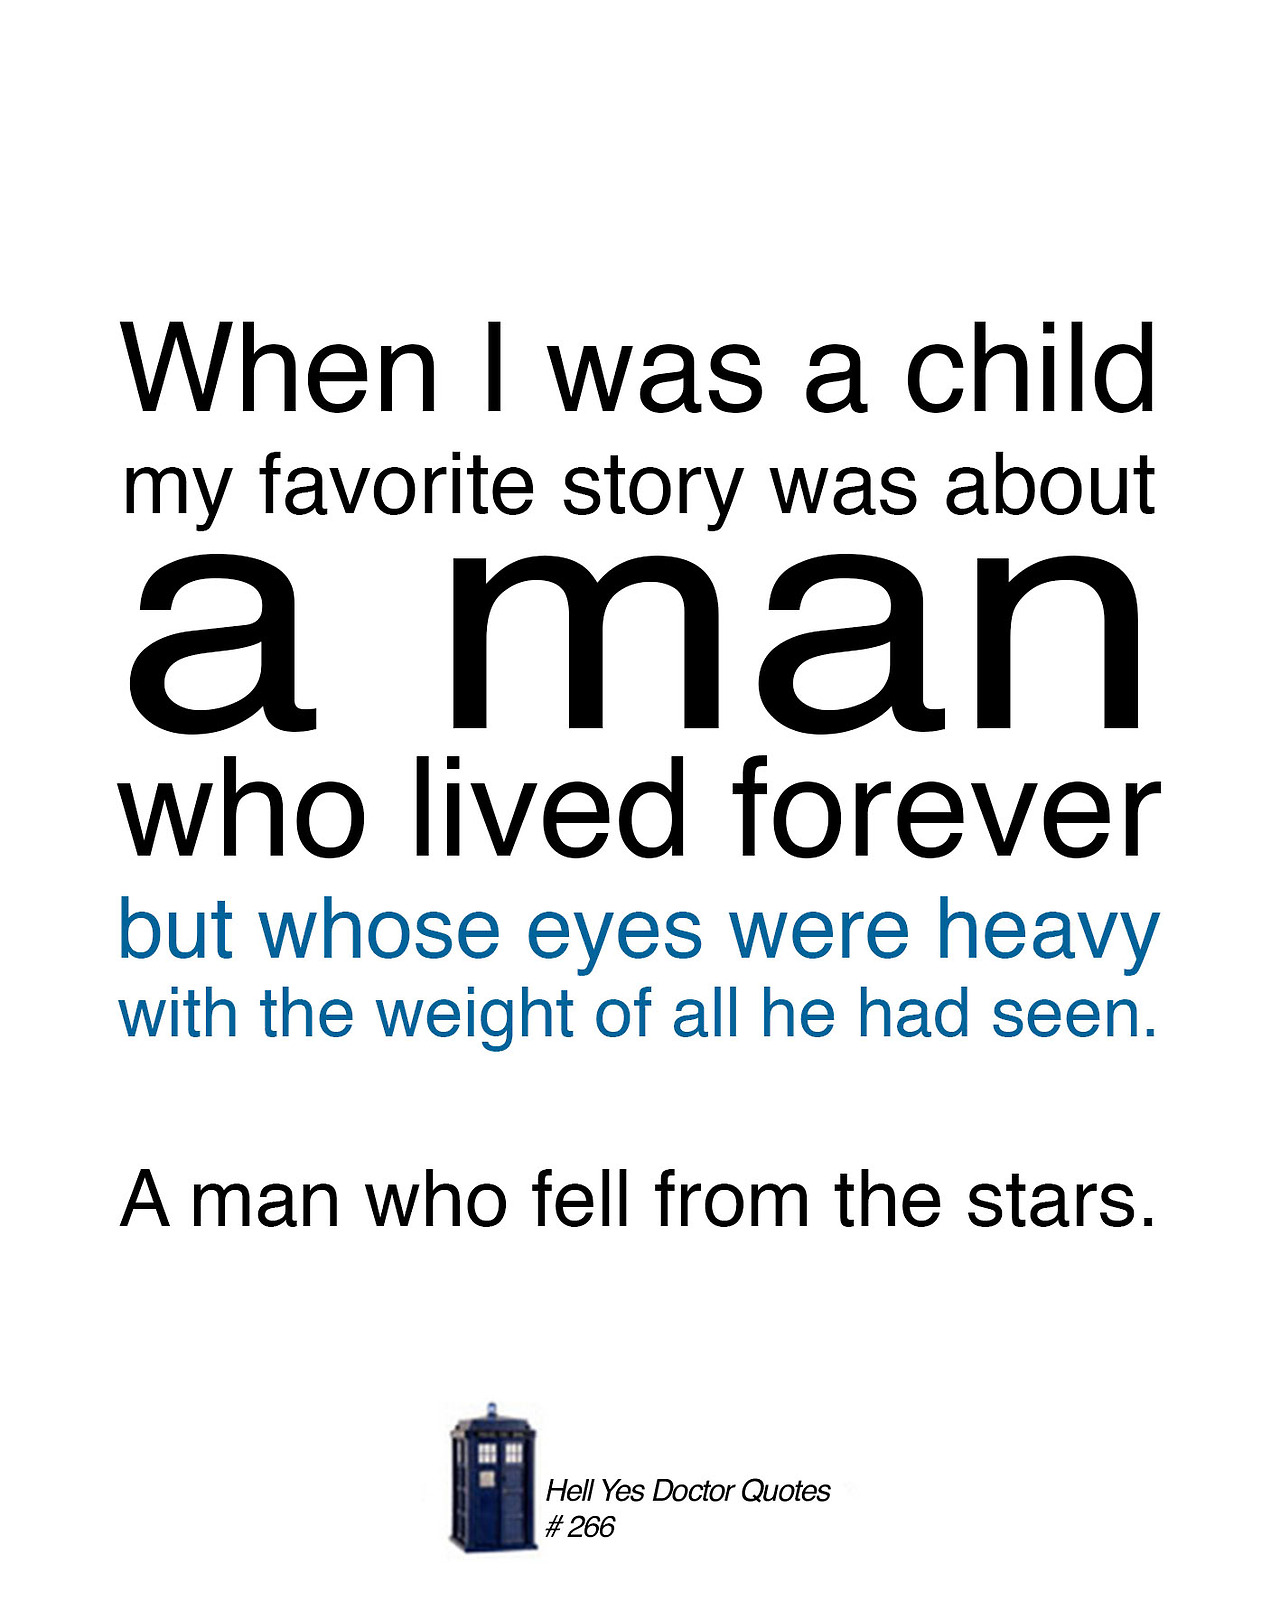 When I was a child
my favorite story was about
a man
who lived forever
but whose eyes were heavy
with the weight of all he had seen.
A man who fell from the stars.
Hell Yes Doctor Quotes
# 266